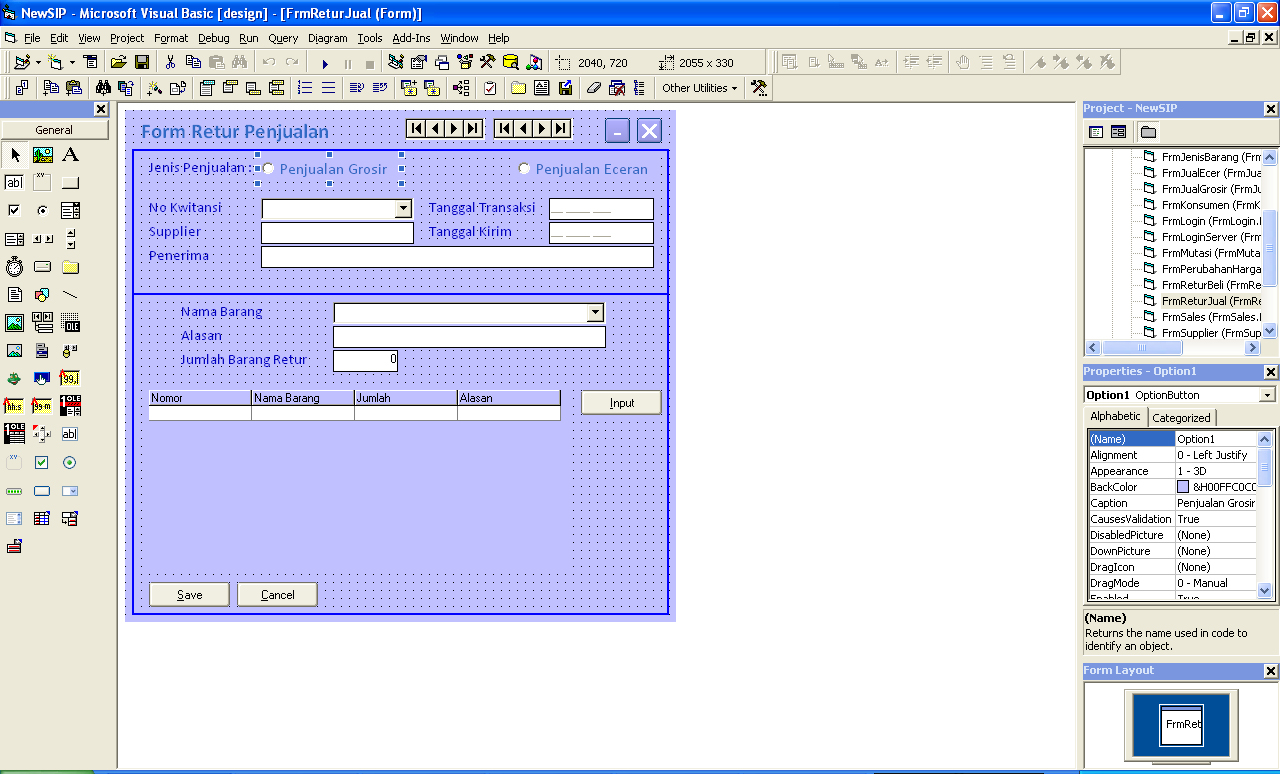 NewSIP - Microsoft Visual Basic [design] - [FrmReturJual (Form)]
File Edit View Project Format Debug Run Query Diagram Tools Add-Ins Window Help
2040, 720 2055 x 330
Other Utilities
General
Form Retur Penjualan
Jenis Penjualan : Penjualan Grosir Penjualan Eceran
No Kwitansi Tanggal Transaksi
Supplier Tanggal Kirim
Penerima
Nama Barang
Alasan
Jumlah Barang Retur 0
Nomor Nama Barang Jumlah Alasan
Input
Save Cancel
Project - NewSIP
FrmJenisBarang (Frm
FrmJualEcer (FrmJua
FrmJualGrosir (FrmJu
FrmKonsumen (FrmK
FrmLogin (FrmLogin.
FrmLoginServer (Frm
FrmMutasi (FrmMuta
FrmPerubahanHarga
FrmReturBeli (FrmRe
FrmReturJual (FrmRe
FrmSales (FrmSales.
FrmSupplier (FrmSup
Properties - Option1
Option1 OptionButton
Alphabetic Categorized
(Name) Option1
Alignment 0 - Left Justify
Appearance 1 - 3D
BackColor &H00FFC0C0
Caption Penjualan Grosir
CausesValidation True
DisabledPicture (None)
DownPicture (None)
DragIcon (None)
DragMode 0 - Manual
Enabled True
(Name)
Returns the name used in code to
identify an object.
Form Layout
FrmRet